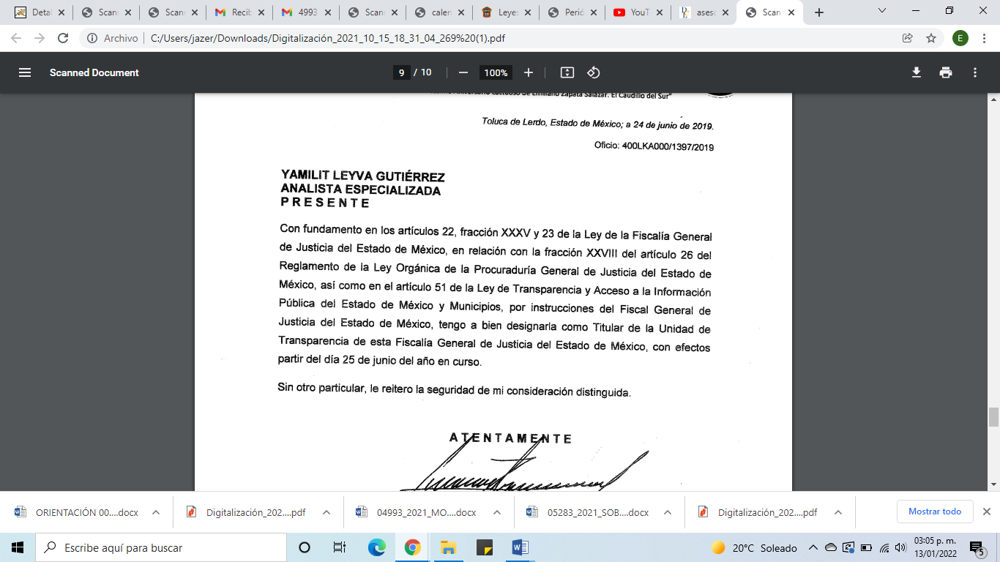 Detal
Scann
Scann
Recib
4993
Scann
calen
Leyes
Perió
YouT
aseso
Scan
Archivo
C:/Users/jazer/Downloads/Digitalización_2021_10_15_18_31_04_269%20(1).pdf
E
Scanned Document
9 / 10
100%
Aniversario Luctuoso de Emiliano Zapata Salazar. El Caudillo del Sur"
Toluca de Lerdo, Estado de México; a 24 de junio de 2019.
Oficio: 400LKA000/1397/2019
YAMILIT LEYVA GUTIÉRREZ
ANALISTA ESPECIALIZADA
P R E S E N T E
Con fundamento en los artículos 22, fracción XXXV y 23 de la Ley de la Fiscalía General
de Justicia del Estado de México, en relación con la fracción XXVIII del artículo 26 del
Reglamento de la Ley Orgánica de la Procuraduría General de Justicia del Estado de
México, así como en el artículo 51 de la Ley de Transparencia y Acceso a la Información
Pública del Estado de México y Municipios, por instrucciones del Fiscal General de
Justicia del Estado de México, tengo a bien designarla como Titular de la Unidad de
Transparencia de esta Fiscalía General de Justicia del Estado de México, con efectos
partir del día 25 de junio del año en curso.
Sin otro particular, le reitero la seguridad de mi consideración distinguida.
A T E N T A M E N T E
ORIENTACIÓN 00....docx
Digitalización_202....pdf
04993_2021_MO....docx
05283_2021_SOB....docx
Digitalización_202....pdf
Mostrar todo
Escribe aquí para buscar
20°C Soleado
03:05 p. m.
13/01/2022
5